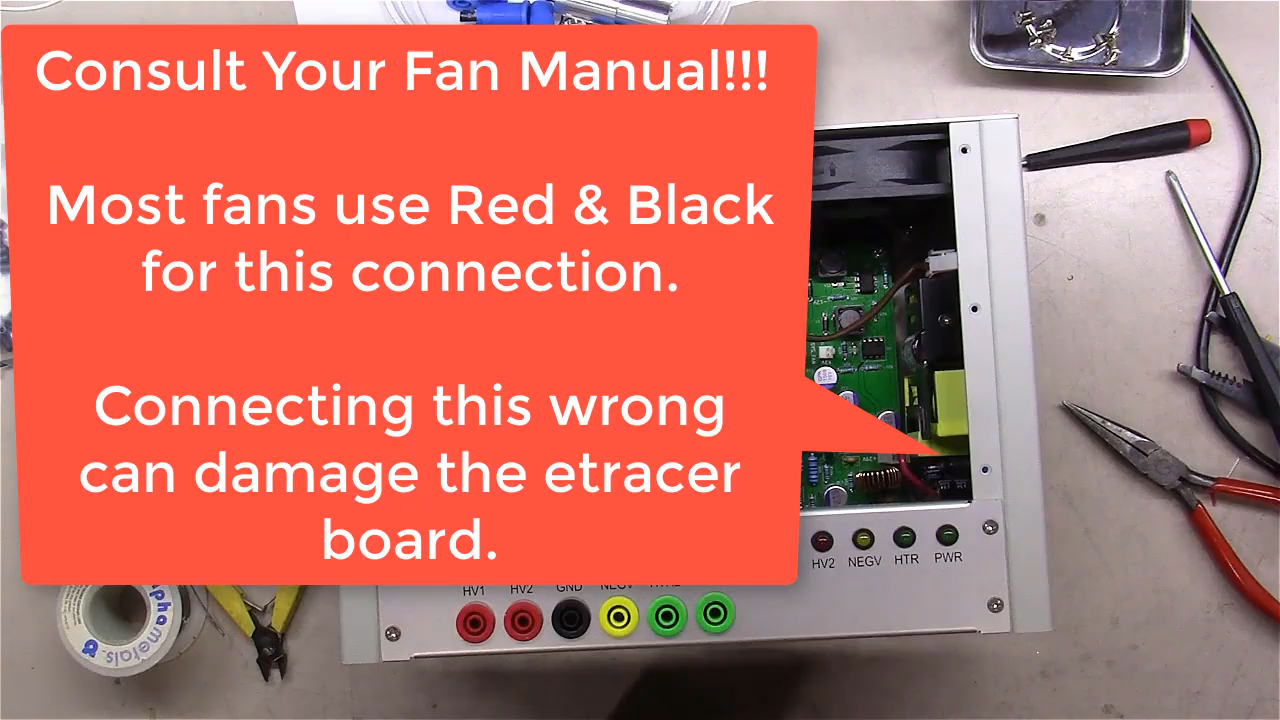 Consult Your Fan Manual!!!
Most fans use Red & Black
for this connection.
Connecting this wrong
can damage the etracer
board.
HV2 NEGV HTR PWR
HV1 HV2 GND NEGV
phametals.